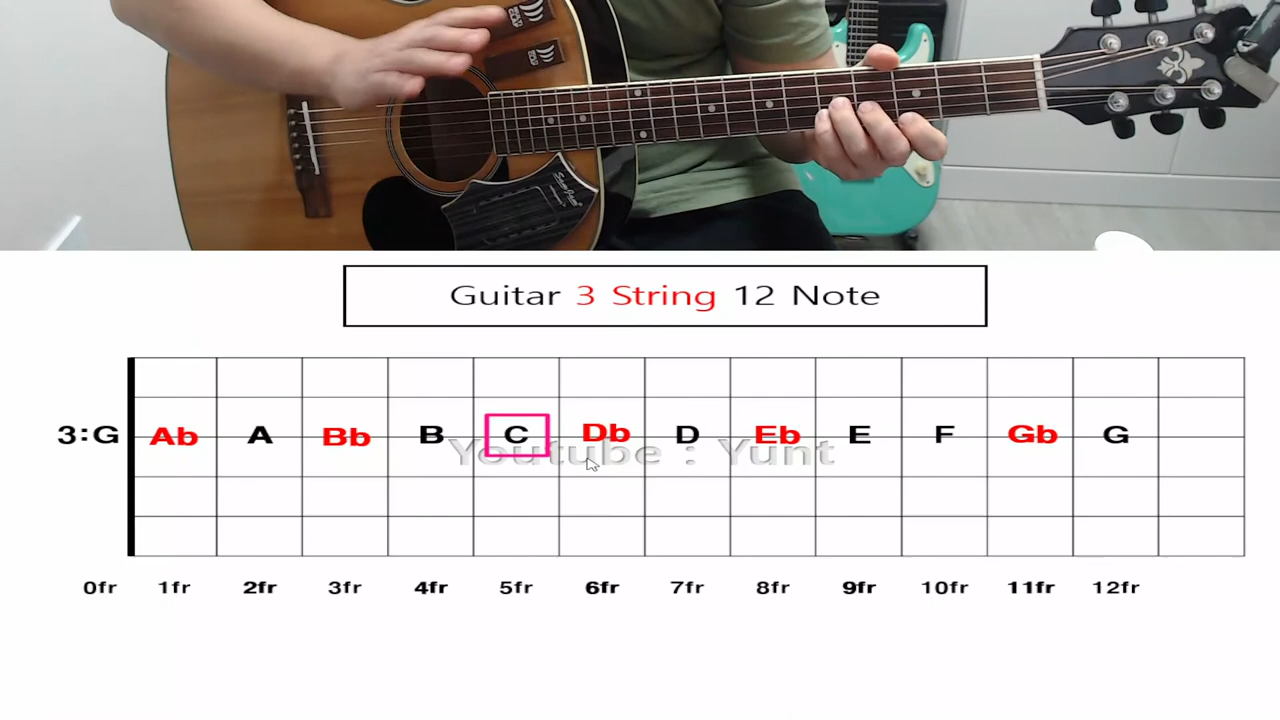 Guitar 3 String 12 Note
3:G Ab A Bb B C Db D Eb E F Gb G
Youtube : Yunt
0fr 1fr 2fr 3fr 4fr 5fr 6fr 7fr 8fr 9fr 10fr 11fr 12fr